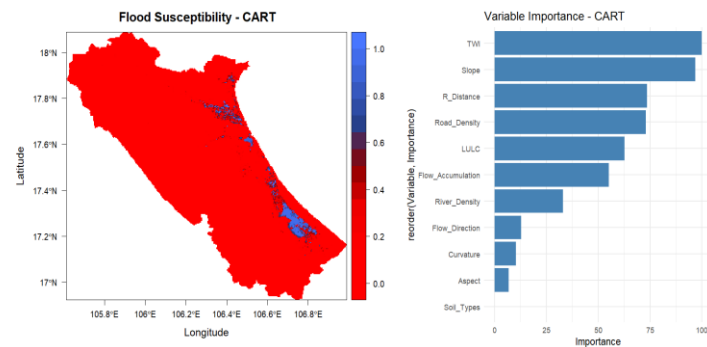 Flood Susceptibility - CART
18°N
17.8°N
17.6°N
17.4°N
17.2°N
17°N
Latitude
105.8°E 106°E 106.2°E 106.4°E 106.6°E 106.8°E
Longitude
1.0
0.8
0.6
0.4
0.2
0.0
Variable Importance - CART
reorder(Variable, Importance)
TWI
Slope
R_Distance
Road_Density
LULC
Flow_Accumulation
River_Density
Flow_Direction
Curvature
Aspect
Soil_Types
0 25 50 75 100
Importance